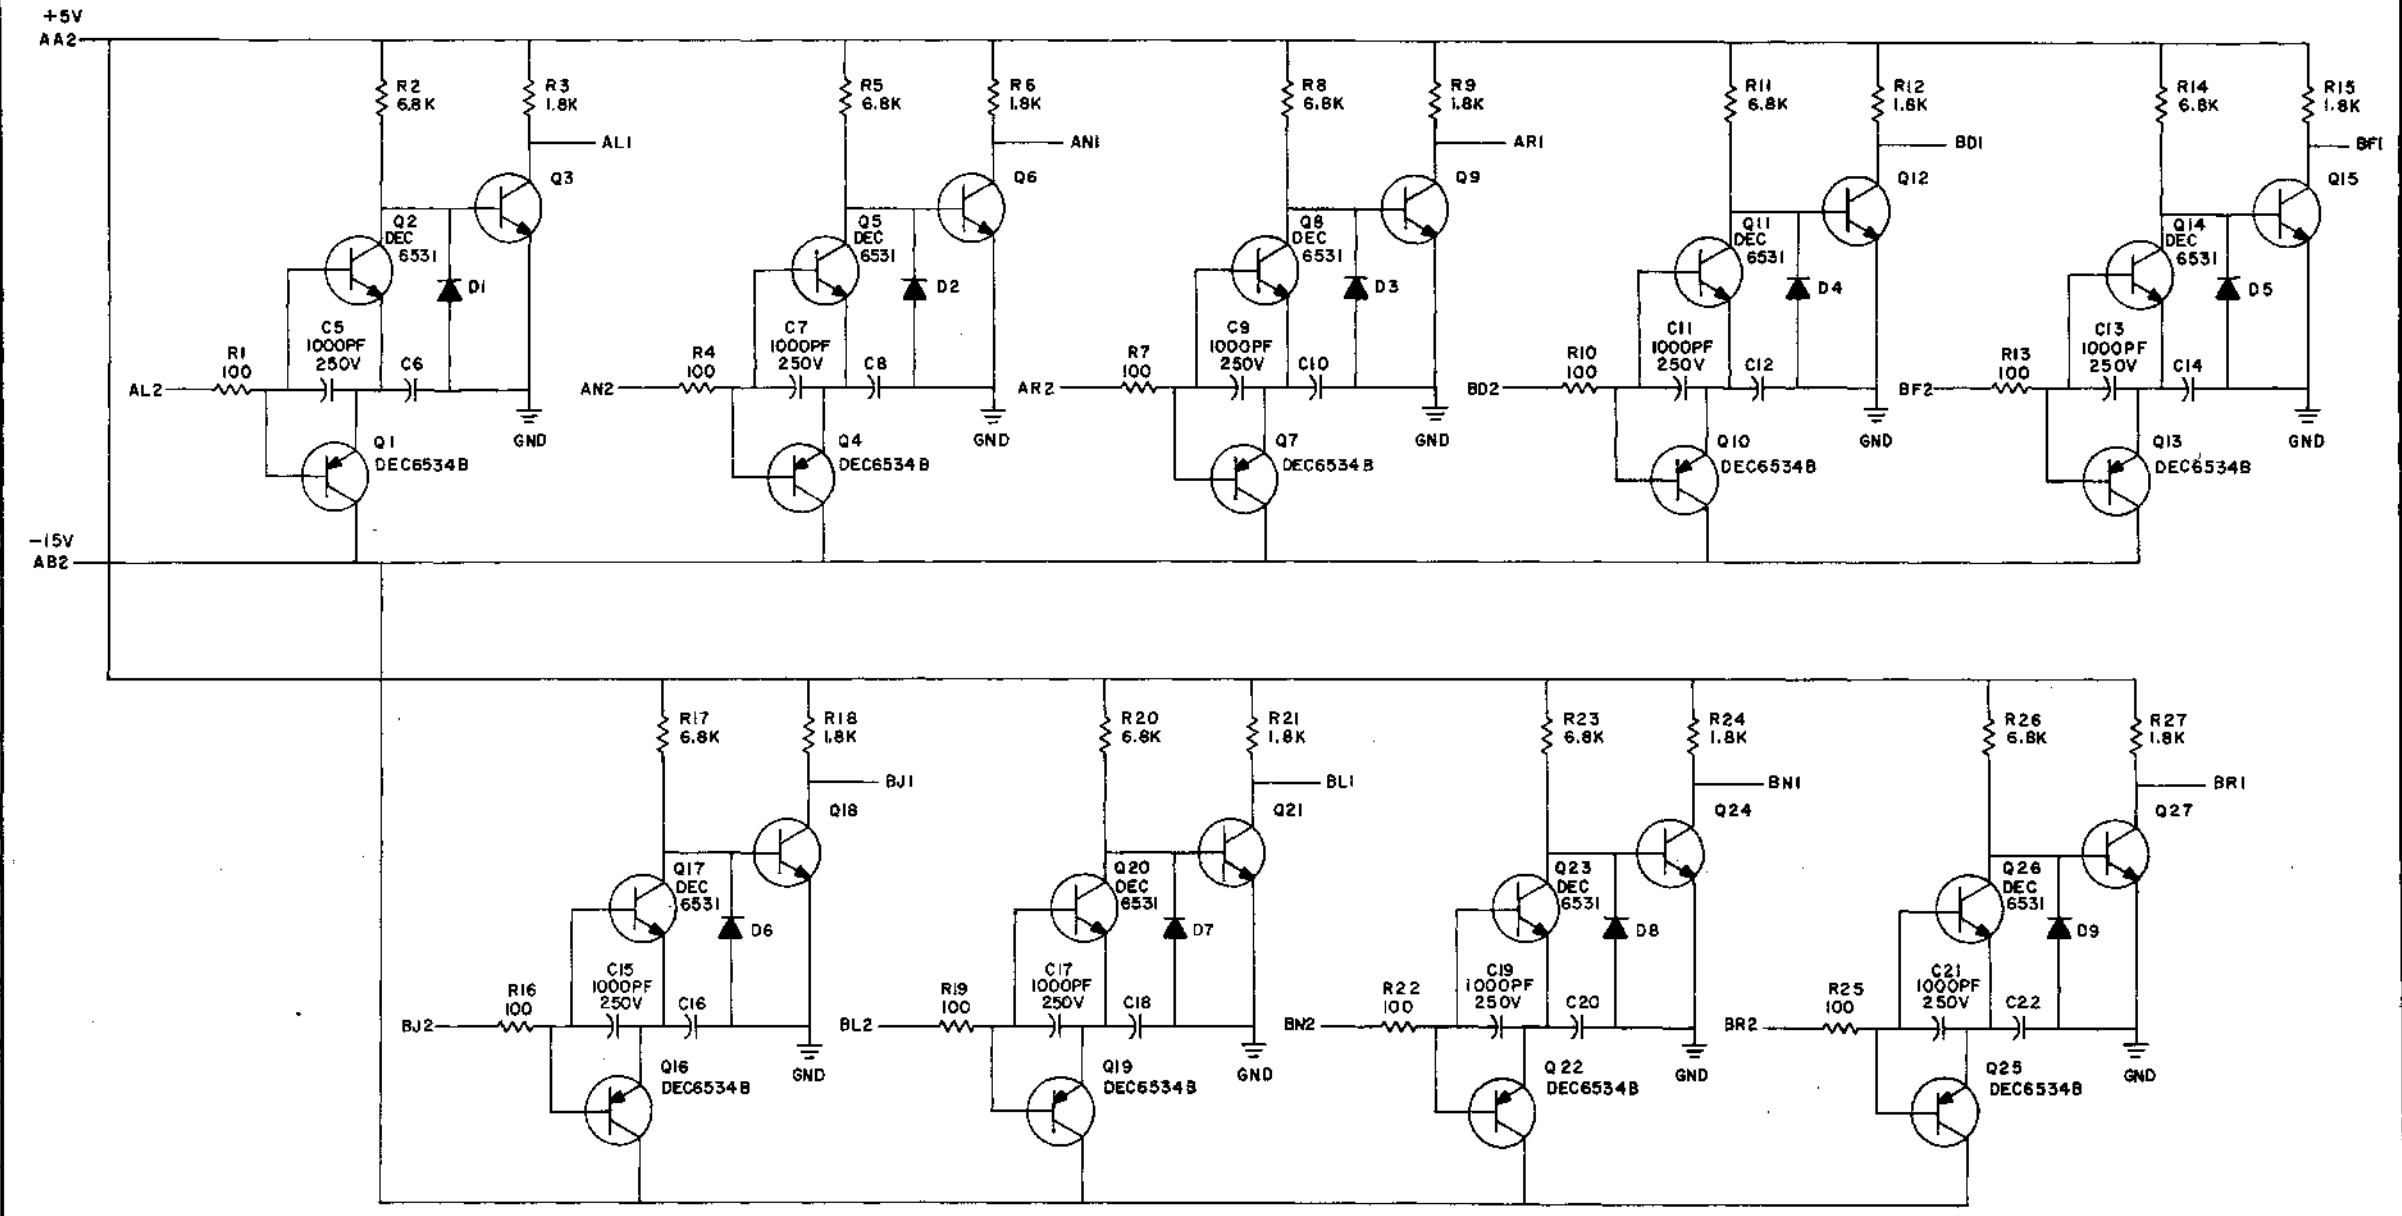 +5V
AA2
R2
6.8K
R3
1.8K
AL1
Q3
Q2
DEC
6531
D1
C5
1000PF
250V
C6
R1
100
AL2
GND
Q1
DEC6534B
R5
6.8K
R6
1.8K
AN1
Q6
Q5
DEC
6531
D2
C7
1000PF
250V
C8
R4
100
AN2
GND
Q4
DEC6534B
R8
6.8K
R9
1.8K
AR1
Q9
Q8
DEC
6531
D3
C9
1000PF
250V
C10
R7
100
AR2
GND
Q7
DEC6534B
R11
6.8K
R12
1.8K
BD1
Q12
Q11
DEC
6531
D4
C11
1000PF
250V
C12
R10
100
BD2
GND
Q10
DEC6534B
R14
6.8K
R15
1.8K
BF1
Q15
Q14
DEC
6531
D5
C13
1000PF
250V
C14
R13
100
BF2
GND
Q13
DEC6534B
-15V
AB2
R17
6.8K
R18
1.8K
BJ1
Q18
Q17
DEC
6531
D6
C15
1000PF
250V
C16
R16
100
BJ2
GND
Q16
DEC6534B
R20
6.8K
R21
1.8K
BL1
Q21
Q20
DEC
6531
D7
C17
1000PF
250V
C18
R19
100
BL2
GND
Q19
DEC6534B
R23
6.8K
R24
1.8K
BN1
Q24
Q23
DEC
6531
D8
C19
1000PF
250V
C20
R22
100
BN2
GND
Q22
DEC6534B
R26
6.8K
R27
1.8K
BR1
Q27
Q26
DEC
6531
D9
C21
1000PF
250V
C22
R25
100
BR2
GND
Q25
DEC6534B